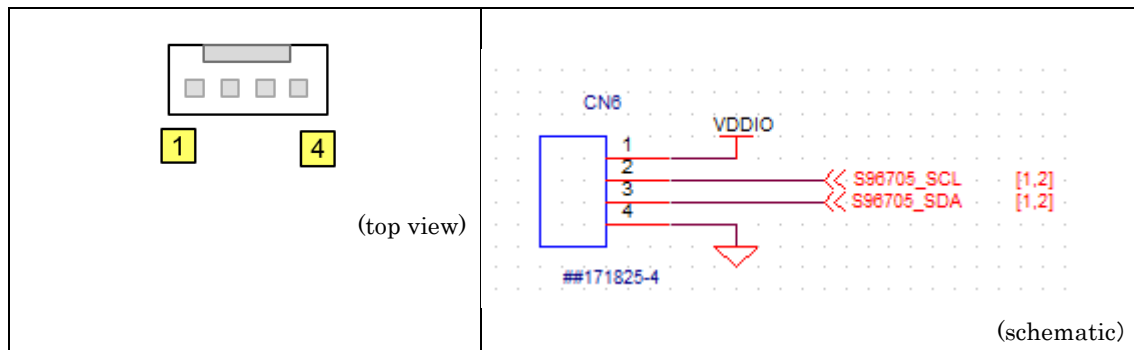 1
4
(top view)
CN6
VDDIO
1
2
3
4
S96705_SCL [1,2]
S96705_SDA [1,2]
##171825-4
(schematic)